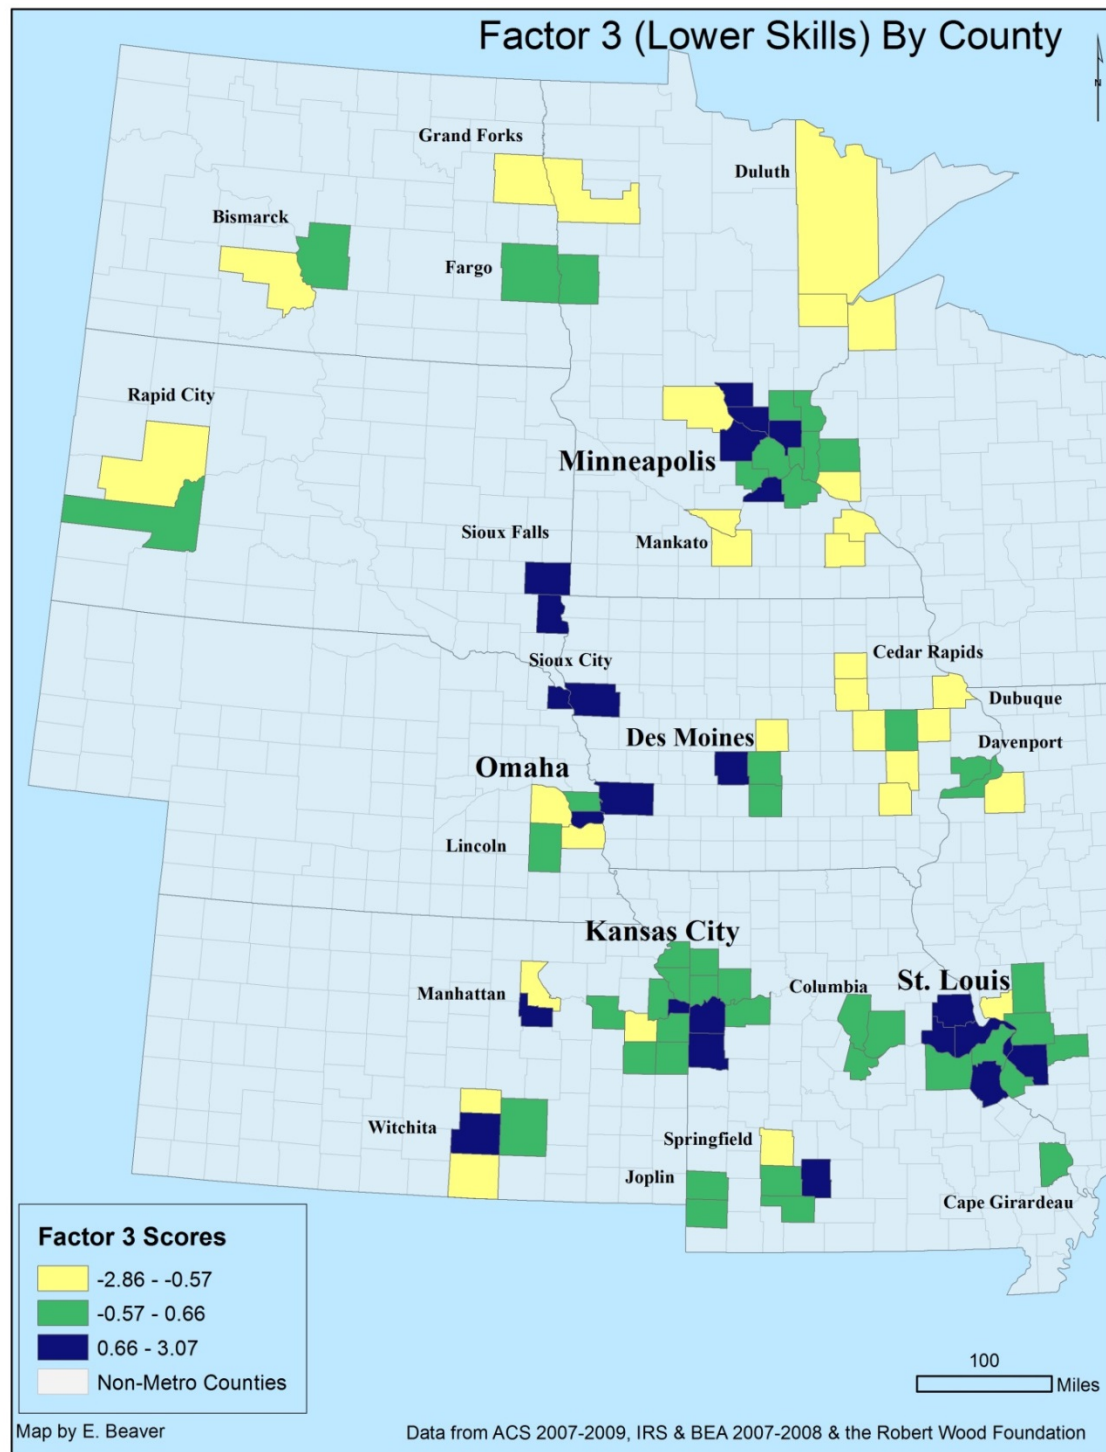 Factor 3 (Lower Skills) By County
N
Grand Forks
Duluth
Bismarck
Fargo
Rapid City
Minneapolis
Sioux Falls
Mankato
Cedar Rapids
Sioux City
Dubuque
Des Moines
Davenport
Omaha
Lincoln
Kansas City
St. Louis
Columbia
Manhattan
Witchita
Springfield
Joplin
Cape Girardeau
Factor 3 Scores
-2.86 - -0.57
-0.57 - 0.66
0.66 - 3.07
Non-Metro Counties
100
Miles
Map by E. Beaver
Data from ACS 2007-2009, IRS & BEA 2007-2008 & the Robert Wood Foundation